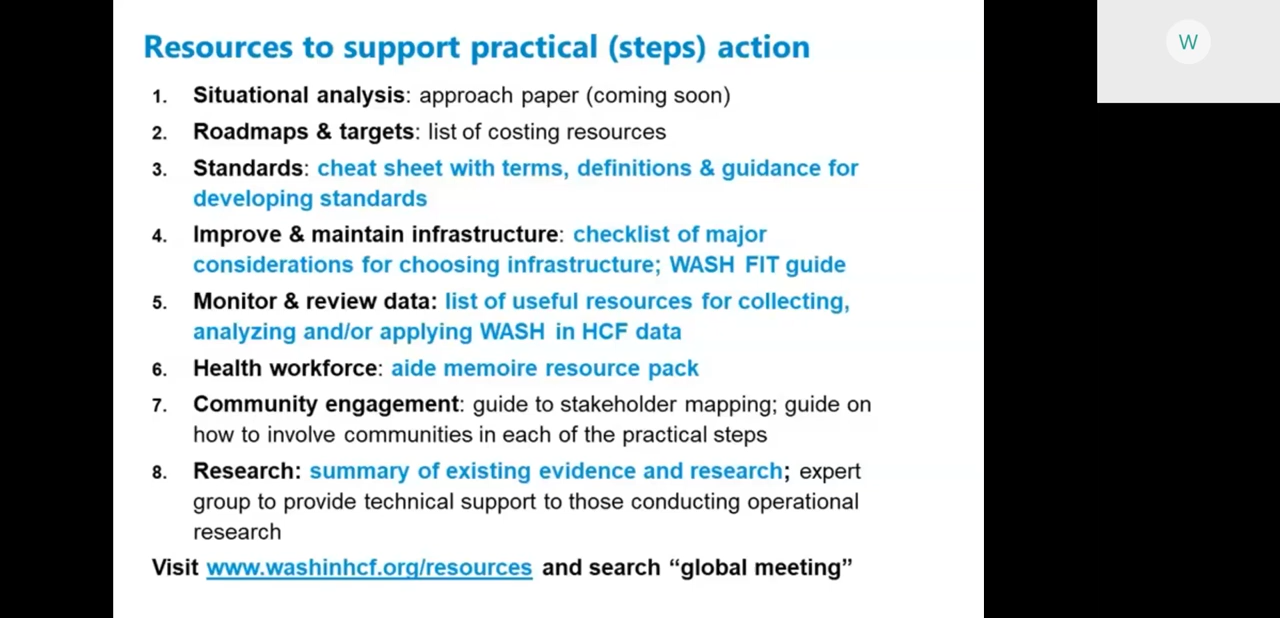 Resources to support practical (steps) action
W
1. Situational analysis: approach paper (coming soon)
2. Roadmaps & targets: list of costing resources
3. Standards: cheat sheet with terms, definitions & guidance for
developing standards
4. Improve & maintain infrastructure: checklist of major
considerations for choosing infrastructure; WASH FIT guide
5. Monitor & review data: list of useful resources for collecting,
analyzing and/or applying WASH in HCF data
6. Health workforce: aide memoire resource pack
7. Community engagement: guide to stakeholder mapping; guide on
how to involve communities in each of the practical steps
8. Research: summary of existing evidence and research; expert
group to provide technical support to those conducting operational
research
Visit www.washinhcf.org/resources and search “global meeting”